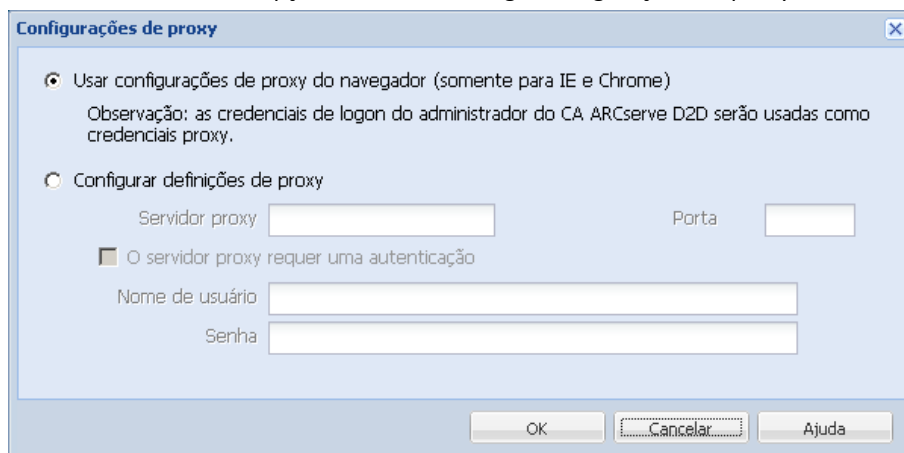 Configurações de proxy
Usar configurações de proxy do navegador (somente para IE e Chrome)
Observação: as credenciais de logon do administrador do CA ARCserve D2D serão usadas como
credenciais proxy.
Configurar definições de proxy
Servidor proxy Porta
O servidor proxy requer uma autenticação
Nome de usuário
Senha
OK Cancelar Ajuda